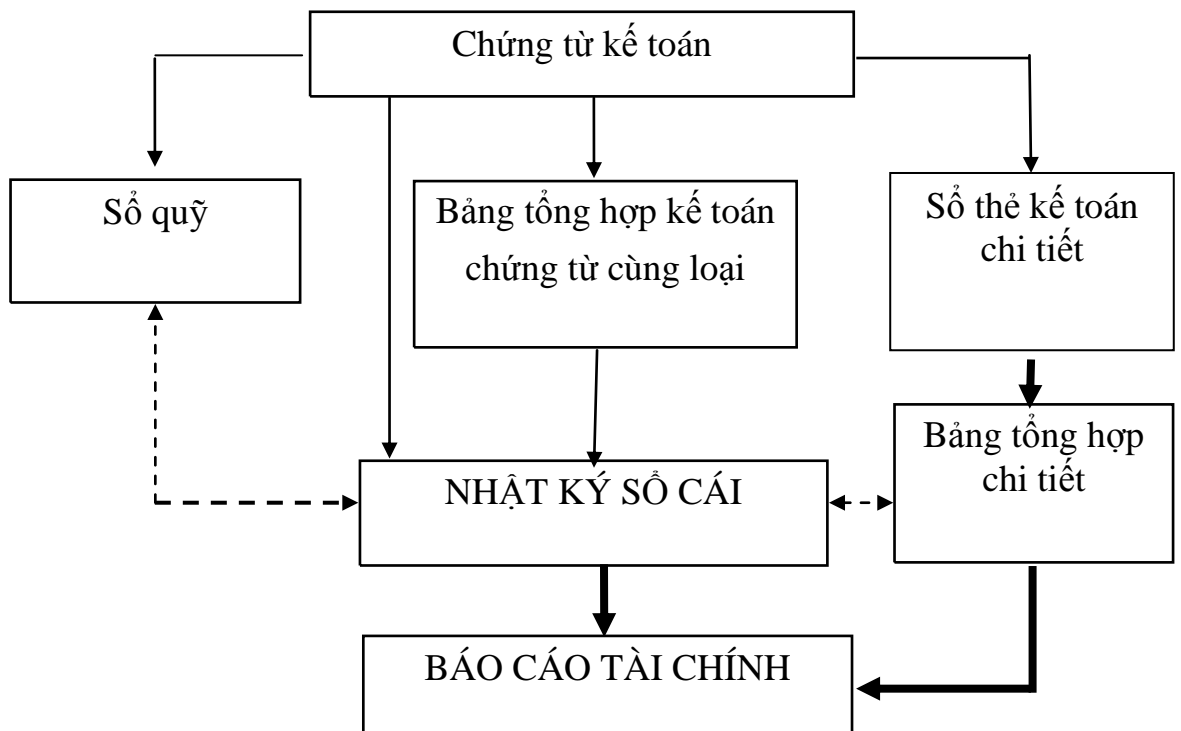 Chứng từ kế toán
Sổ quỹ
Bảng tổng hợp kế toán
chứng từ cùng loại
Sổ thẻ kế toán
chi tiết
Bảng tổng hợp
chi tiết
NHẬT KÝ SỔ CÁI
BÁO CÁO TÀI CHÍNH